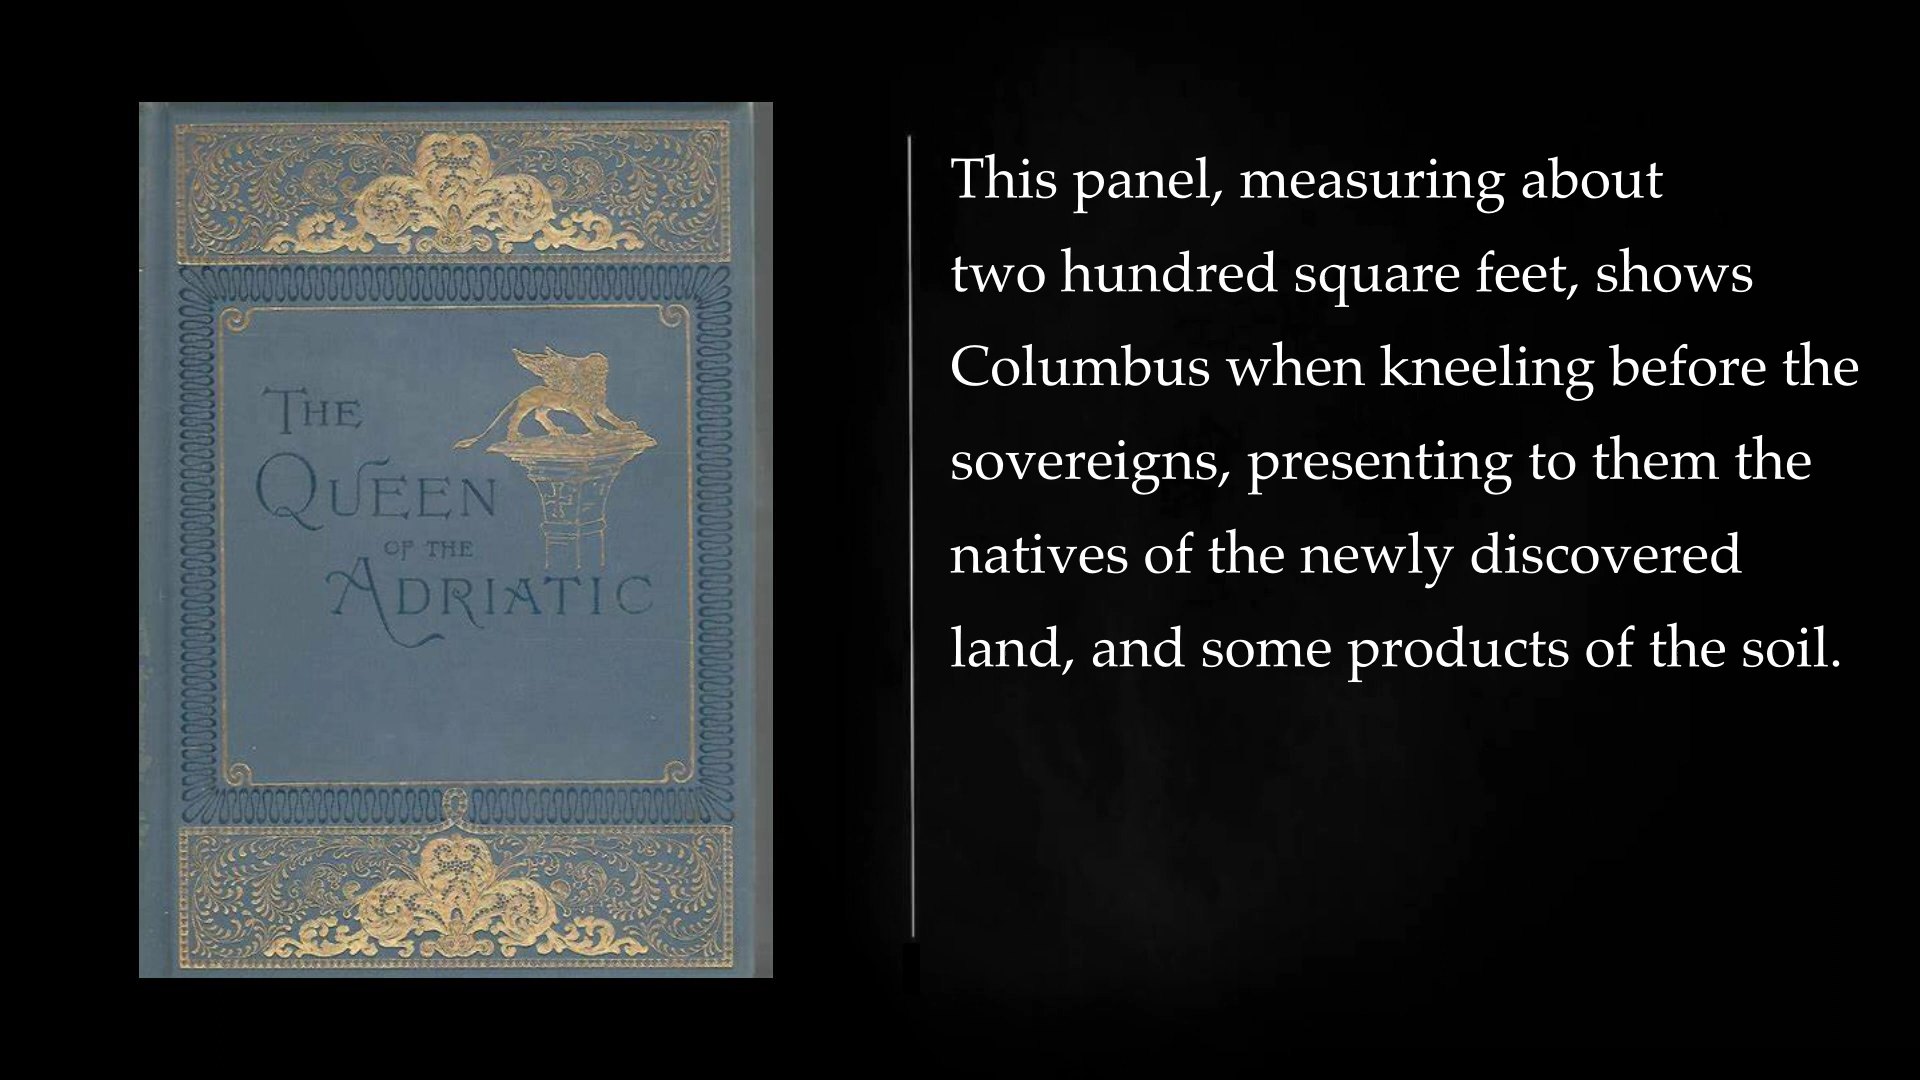 The
Queen
of the
Adriatic
This panel, measuring about
two hundred square feet, shows
Columbus when kneeling before the
sovereigns, presenting to them the
natives of the newly discovered
land, and some products of the soil.